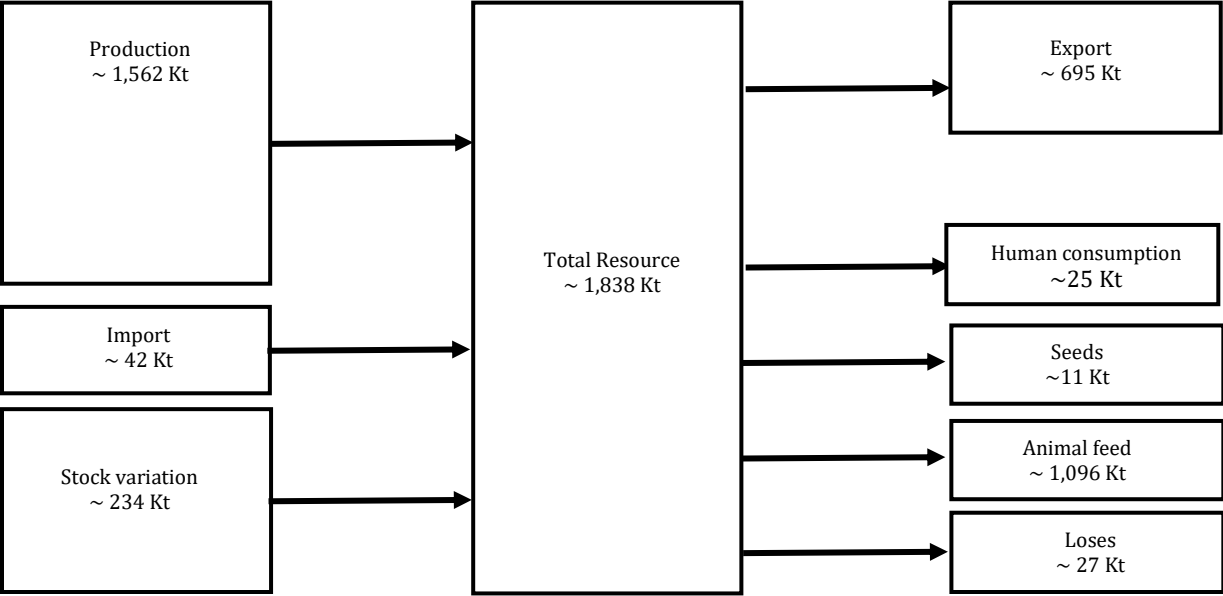 Production
~ 1,562 Kt
Import
~ 42 Kt
Stock variation
~ 234 Kt
Total Resource
~ 1,838 Kt
Export
~ 695 Kt
Human consumption
~25 Kt
Seeds
~11 Kt
Animal feed
~ 1,096 Kt
Loses
~ 27 Kt